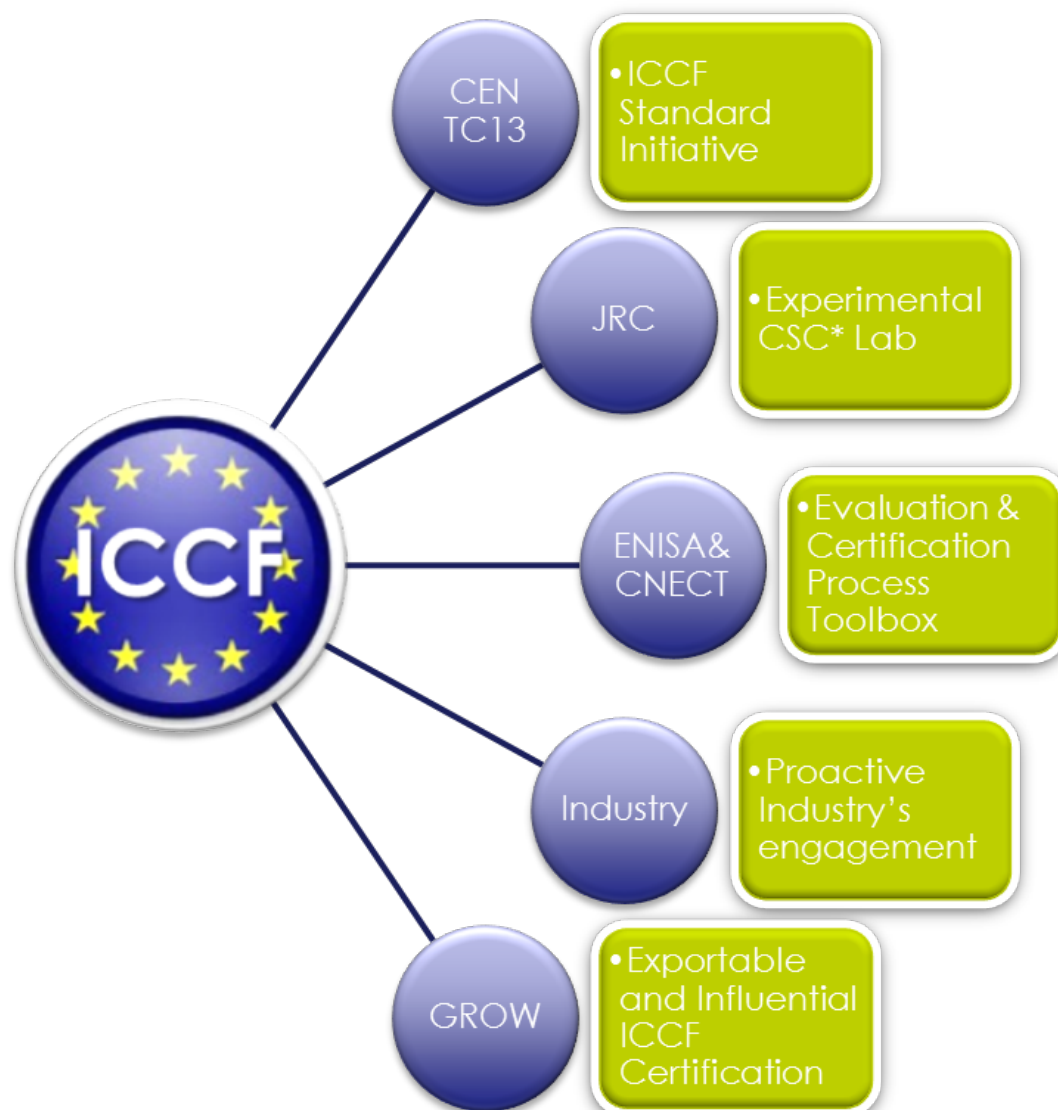 CEN
TC13
•ICCF
Standard
Initiative
JRC
•Experimental
CSC* Lab
ICCF
ENISA&
CNECT
•Evaluation &
Certification
Process
Toolbox
Industry
•Proactive
Industry’s
engagement
GROW
•Exportable
and Influential
ICCF
Certification